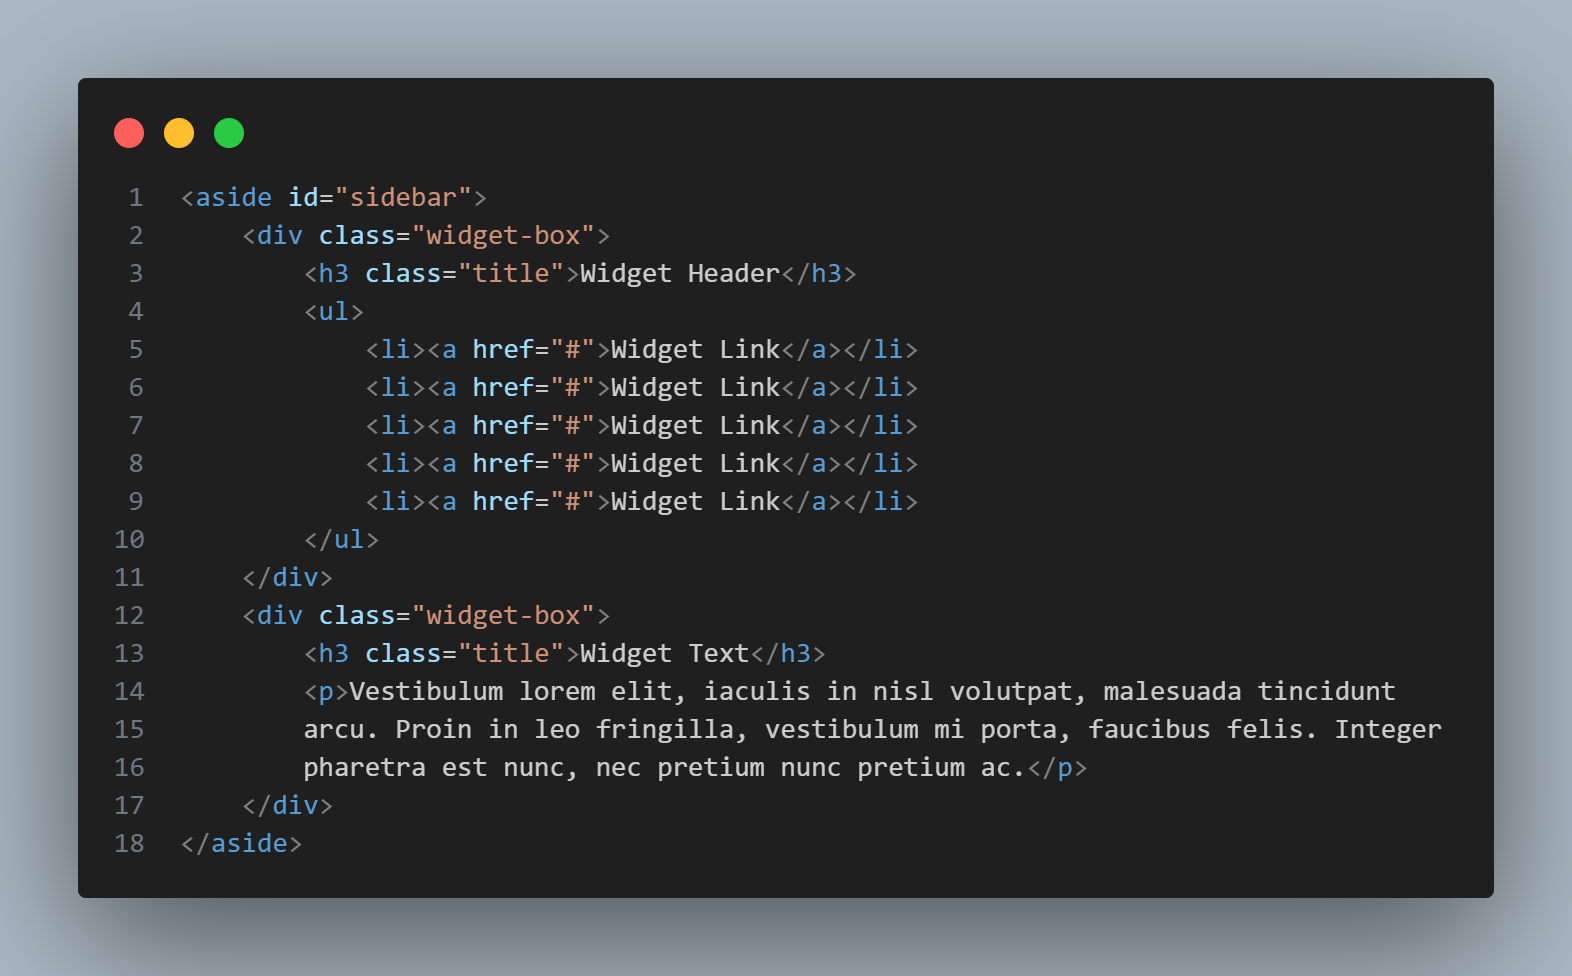 1 <aside id="sidebar">
2     <div class="widget-box">
3         <h3 class="title">Widget Header</h3>
4         <ul>
5             <li><a href="#">Widget Link</a></li>
6             <li><a href="#">Widget Link</a></li>
7             <li><a href="#">Widget Link</a></li>
8             <li><a href="#">Widget Link</a></li>
9             <li><a href="#">Widget Link</a></li>
10         </ul>
11     </div>
12     <div class="widget-box">
13         <h3 class="title">Widget Text</h3>
14         <p>Vestibulum lorem elit, iaculis in nisl volutpat, malesuada tincidunt
15         arcu. Proin in leo fringilla, vestibulum mi porta, faucibus felis. Integer
16         pharetra est nunc, nec pretium nunc pretium ac.</p>
17     </div>
18 </aside>